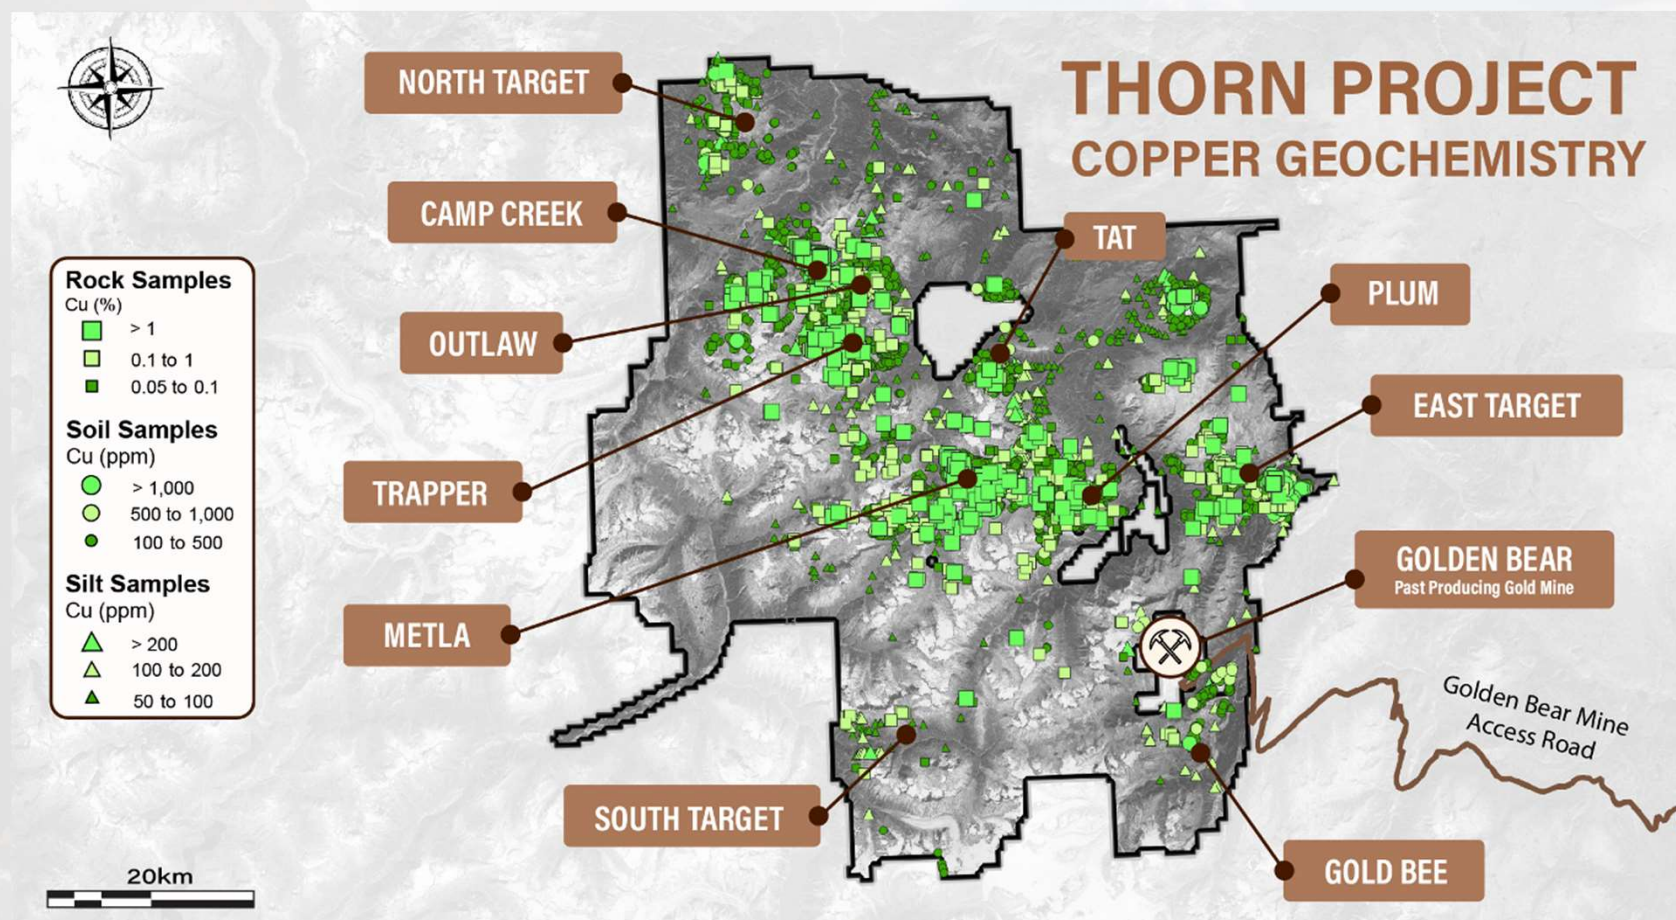 THORN PROJECT
COPPER GEOCHEMISTRY
NORTH TARGET
CAMP CREEK
TAT
PLUM
OUTLAW
EAST TARGET
TRAPPER
GOLDEN BEAR
Past Producing Gold Mine
METLA
Golden Bear Mine
Access Road
SOUTH TARGET
GOLD BEE
Rock Samples
Cu (%)
> 1
0.1 to 1
0.05 to 0.1
Soil Samples
Cu (ppm)
> 1,000
500 to 1,000
100 to 500
Silt Samples
Cu (ppm)
> 200
100 to 200
50 to 100
20km